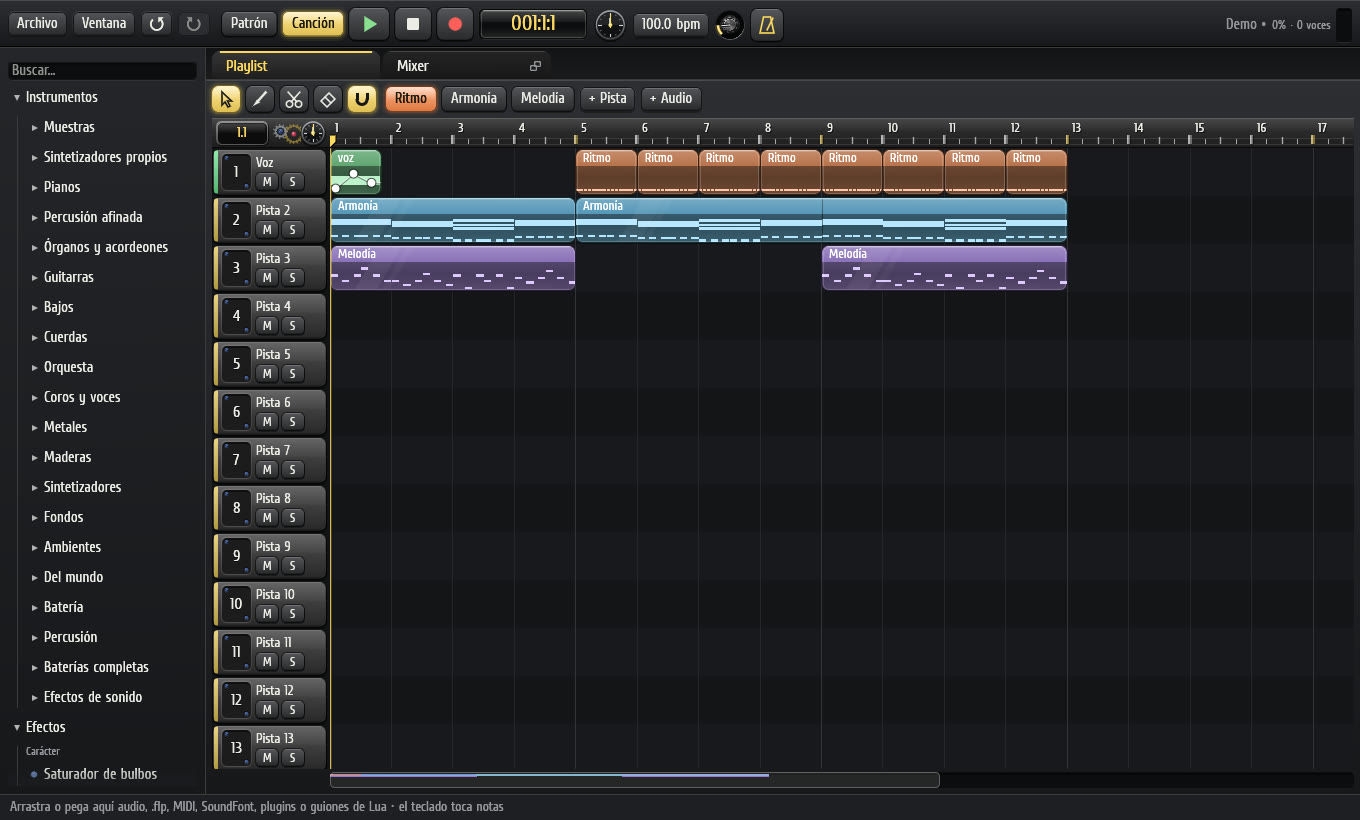 Archivo Ventana Patrón Canción 001:1:1 100.0 bpm Demo • 0% · 0 voces
Buscar...
Playlist Mixer
Ritmo Armonía Melodía + Pista + Audio
1.1 1 2 3 4 5 6 7 8 9 10 11 12 13 14 15 16 17
Instrumentos
Muestras
Sintetizadores propios
Pianos
Percusión afinada
Órganos y acordeones
Guitarras
Bajos
Cuerdas
Orquesta
Coros y voces
Metales
Maderas
Sintetizadores
Fondos
Ambientes
Del mundo
Batería
Percusión
Baterías completas
Efectos de sonido
Efectos
Carácter
Saturador de bulbos
1 Voz M S voz Ritmo Ritmo Ritmo Ritmo Ritmo Ritmo Ritmo Ritmo
2 Pista 2 M S Armonía Armonía
3 Pista 3 M S Melodía Melodía
4 Pista 4 M S
5 Pista 5 M S
6 Pista 6 M S
7 Pista 7 M S
8 Pista 8 M S
9 Pista 9 M S
10 Pista 10 M S
11 Pista 11 M S
12 Pista 12 M S
13 Pista 13 M S
Arrastra o pega aquí audio, .flp, MIDI, SoundFont, plugins o guiones de Lua · el teclado toca notas